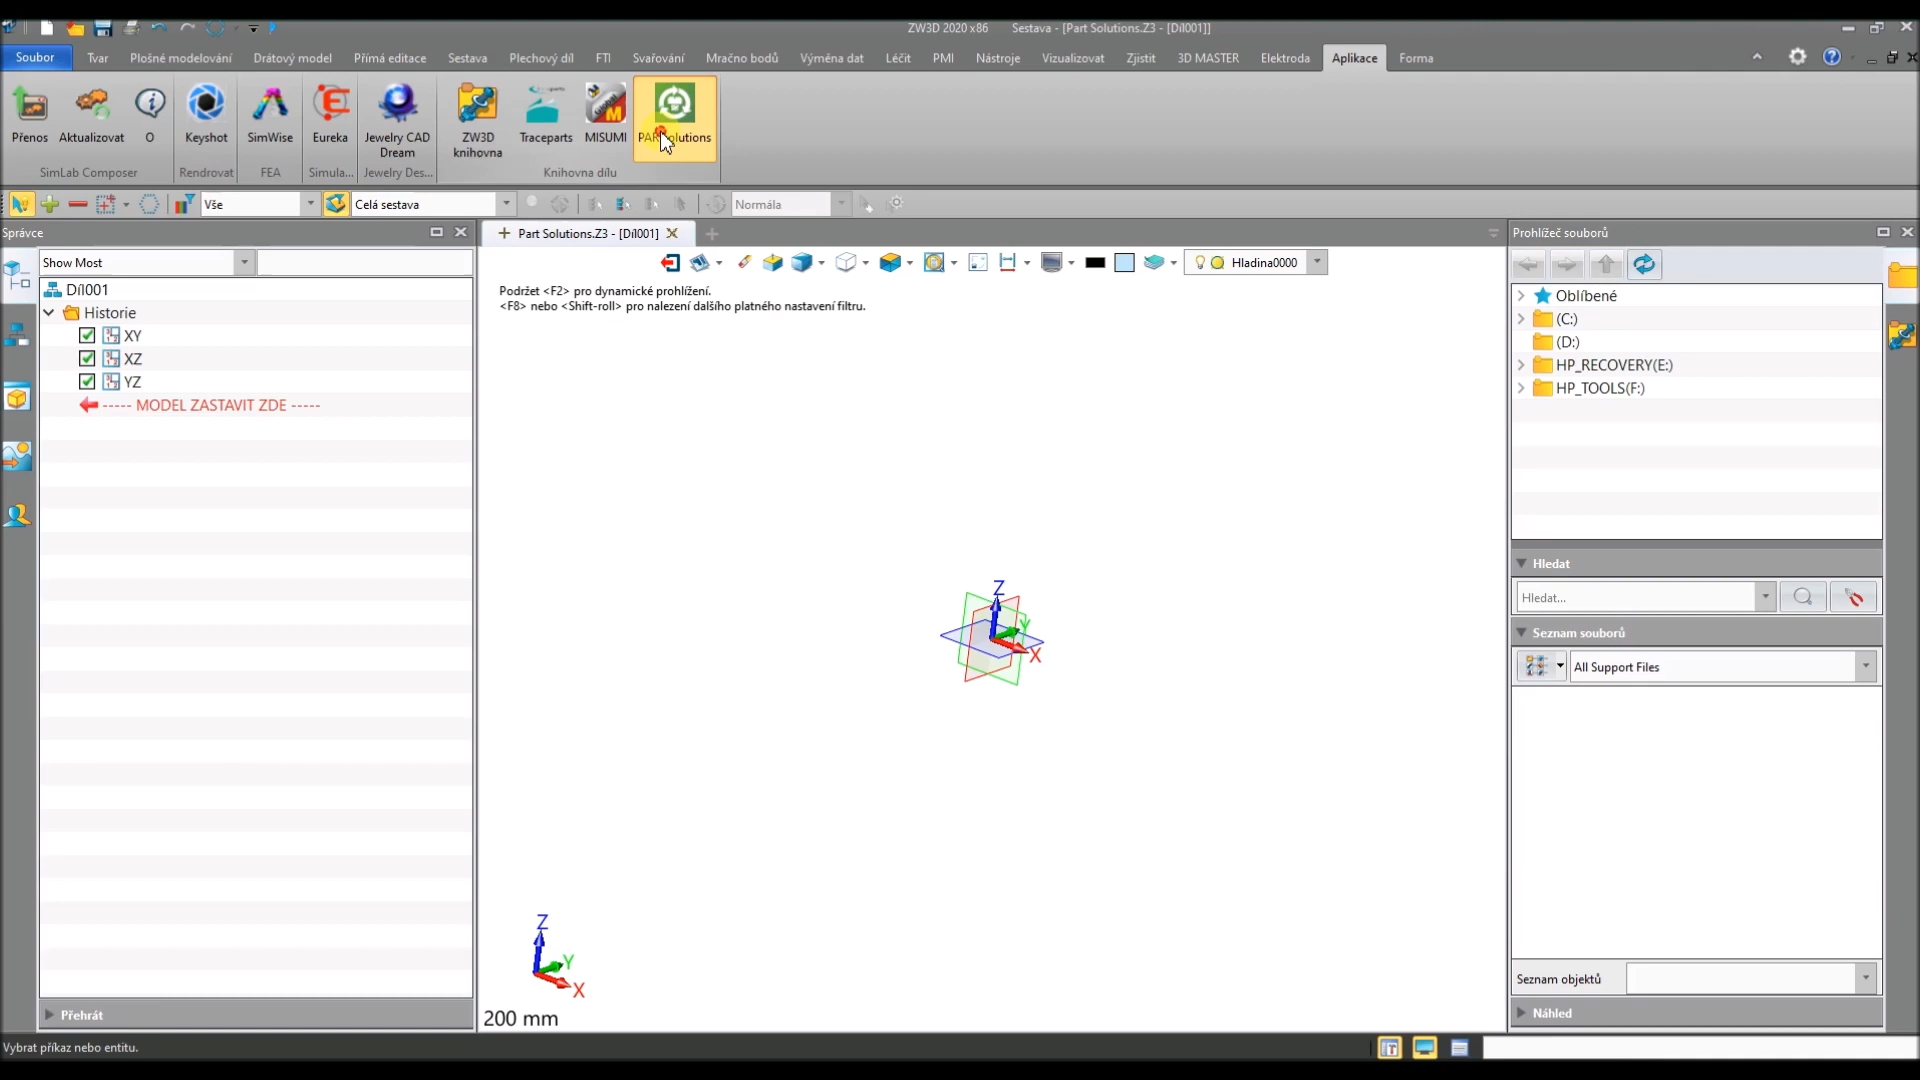 ZW3D 2020 x86 Sestava - [Part Solutions.Z3 - [Díl001]]
Soubor Tvar Plošné modelování Drátový model Přímá editace Sestava Plechový díl FTI Svařování Mračno bodů Výměna dat Léčit PMI Nástroje Vizualizovat Zjistit 3D MASTER Elektroda Aplikace Forma
Přenos Aktualizovat O Keyshot SimWise Eureka Jewelry CAD Dream ZW3D knihovna Traceparts MISUMI
SimLab Composer Rendrovat FEA Simula... Jewelry Des... Knihovna dílu
Vše Celá sestava Normála
Správce
Part Solutions.Z3 - [Díl001]
Prohlížeč souborů
Show Most
Hladina0000
Podržet <F2> pro dynamické prohlížení.
<F8> nebo <Shift-roll> pro nalezení dalšího platného nastavení filtru.
Díl001
Historie
XY
XZ
YZ
----- MODEL ZASTAVIT ZDE -----
Oblíbené
(C:)
(D:)
HP_RECOVERY(E:)
HP_TOOLS(F:)
Hledat
Hledat...
Seznam souborů
All Support Files
Z
Y
X
Z
Y
X
200 mm
Seznam objektů
Přehrát
Náhled
Vybrat příkaz nebo entitu.